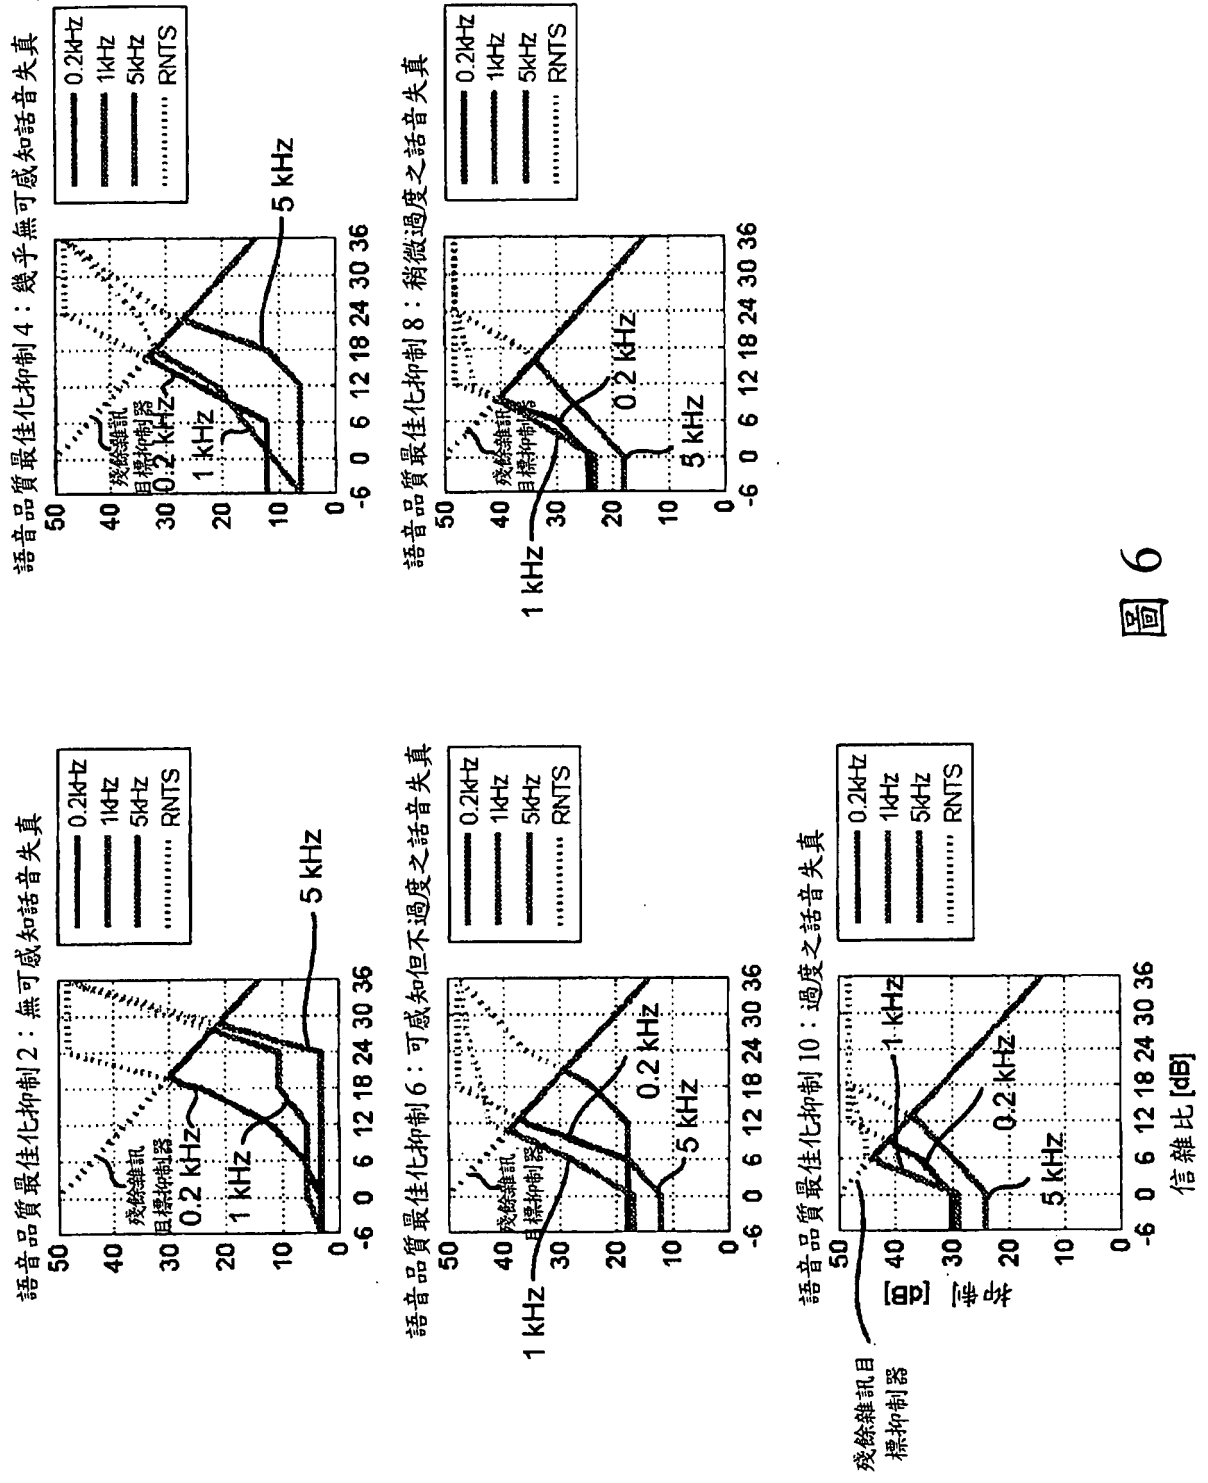 語音品質最佳化抑制2：無可感知話音失真
50
40
30
20
10
0
-6 0 6 12 18 24 30 36
殘餘雜訊
目標抑制器
0.2 kHz
1 kHz
5 kHz
0.2kHz
1kHz
5kHz
RNTS
語音品質最佳化抑制4：幾乎無可感知話音失真
50
40
30
20
10
0
-6 0 6 12 18 24 30 36
殘餘雜訊
目標抑制器
0.2 kHz
1 kHz
5 kHz
0.2kHz
1kHz
5kHz
RNTS
語音品質最佳化抑制6：可感知但不過度之話音失真
50
40
30
20
10
0
-6 0 6 12 18 24 30 36
殘餘雜訊
目標抑制器
1 kHz
0.2 kHz
5 kHz
0.2kHz
1kHz
5kHz
RNTS
語音品質最佳化抑制8：稍微過度之話音失真
50
40
30
20
10
0
-6 0 6 12 18 24 30 36
殘餘雜訊
目標抑制器
1 kHz
0.2 kHz
5 kHz
0.2kHz
1kHz
5kHz
RNTS
語音品質最佳化抑制10：過度之話音失真
50
40
30
20
10
0
-6 0 6 12 18 24 30 36
抑制
[dB]
信雜比 [dB]
殘餘雜訊目
標抑制器
1 kHz
0.2 kHz
5 kHz
0.2kHz
1kHz
5kHz
RNTS
圖 6